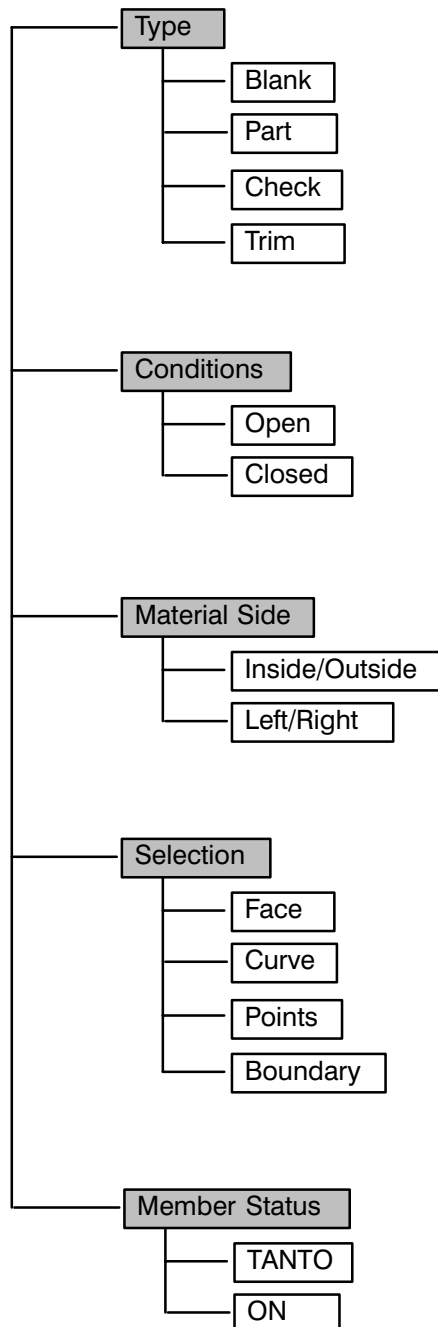 Type
Blank
Part
Check
Trim
Conditions
Open
Closed
Material Side
Inside/Outside
Left/Right
Selection
Face
Curve
Points
Boundary
Member Status
TANTO
ON